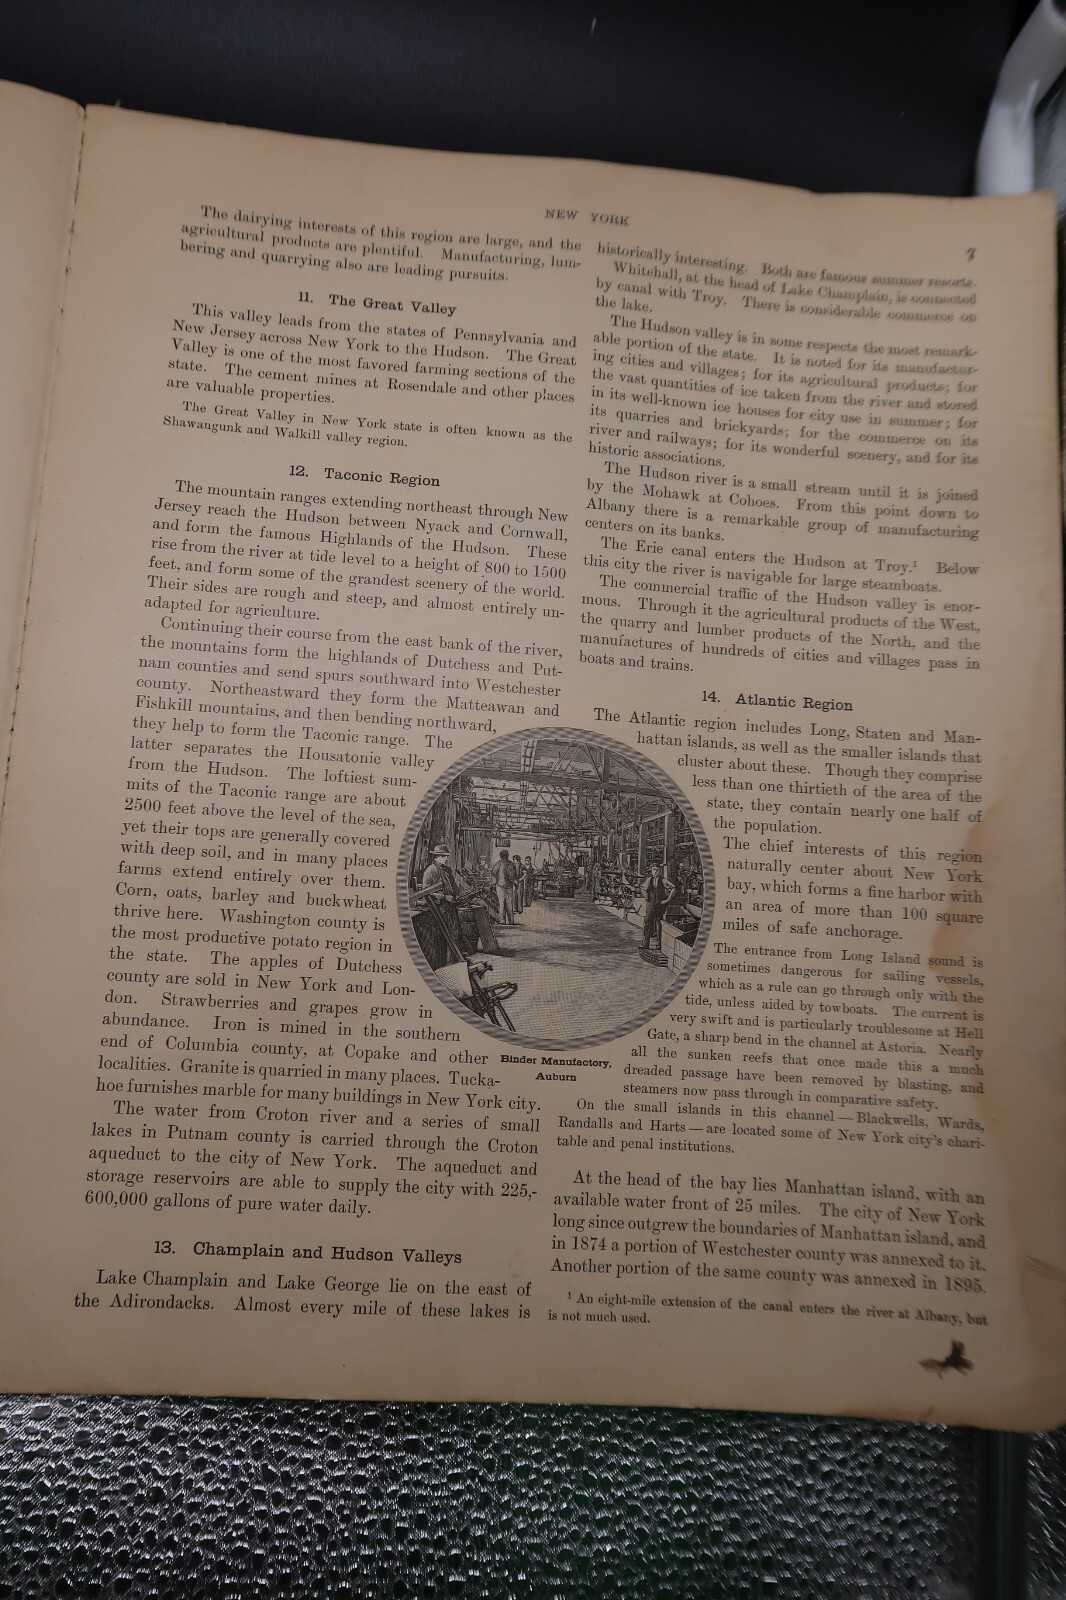 NEW YORK
7
The dairying interests of this region are large, and the
agricultural products are plentiful. Manufacturing, lum-
bering and quarrying also are leading pursuits.
11. The Great Valley
This valley leads from the states of Pennsylvania and
New Jersey across New York to the Hudson. The Great
Valley is one of the most favored farming sections of the
state. The cement mines at Rosendale and other places
are valuable properties.
The Great Valley in New York state is often known as the
Shawangunk and Walkill valley region.
12. Taconic Region
The mountain ranges extending northeast through New
Jersey reach the Hudson between Nyack and Cornwall,
and form the famous Highlands of the Hudson. These
rise from the river at tide level to a height of 800 to 1500
feet, and form some of the grandest scenery of the world.
Their sides are rough and steep, and almost entirely un-
adapted for agriculture.
Continuing their course from the east bank of the river,
the mountains form the highlands of Dutchess and Put-
nam counties and send spurs southward into Westchester
county. Northeastward they form the Matteawan and
Fishkill mountains, and then bending northward,
they help to form the Taconic range. The
latter separates the Housatonic valley
from the Hudson. The loftiest sum-
mits of the Taconic range are about
2500 feet above the level of the sea,
yet their tops are generally covered
with deep soil, and in many places
farms extend entirely over them.
Corn, oats, barley and buckwheat
thrive here. Washington county is
the most productive potato region in
the state. The apples of Dutchess
county are sold in New York and Lon-
don. Strawberries and grapes grow in
abundance. Iron is mined in the southern
end of Columbia county, at Copake and other
localities. Granite is quarried in many places. Tucka-
hoe furnishes marble for many buildings in New York city.
The water from Croton river and a series of small
lakes in Putnam county is carried through the Croton
aqueduct to the city of New York. The aqueduct and
storage reservoirs are able to supply the city with 225,-
600,000 gallons of pure water daily.
13. Champlain and Hudson Valleys
Lake Champlain and Lake George lie on the east of
the Adirondacks. Almost every mile of these lakes is
Binder Manufactory,
Auburn
historically interesting. Both are famous summer resorts.
Whitehall, at the head of Lake Champlain, is connected
by canal with Troy. There is considerable commerce on
the lake.
The Hudson valley is in some respects the most remark-
able portion of the state. It is noted for its manufactur-
ing cities and villages; for its agricultural products; for
the vast quantities of ice taken from the river and stored
in its well-known ice houses for city use in summer; for
its quarries and brickyards; for the commerce on its
river and railways; for its wonderful scenery, and for its
historic associations.
The Hudson river is a small stream until it is joined
by the Mohawk at Cohoes. From this point down to
Albany there is a remarkable group of manufacturing
centers on its banks.
The Erie canal enters the Hudson at Troy.¹ Below
this city the river is navigable for large steamboats.
The commercial traffic of the Hudson valley is enor-
mous. Through it the agricultural products of the West,
the quarry and lumber products of the North, and the
manufactures of hundreds of cities and villages pass in
boats and trains.
14. Atlantic Region
The Atlantic region includes Long, Staten and Man-
hattan islands, as well as the smaller islands that
cluster about these. Though they comprise
less than one thirtieth of the area of the
state, they contain nearly one half of
the population.
The chief interests of this region
naturally center about New York
bay, which forms a fine harbor with
an area of more than 100 square
miles of safe anchorage.
The entrance from Long Island sound is
sometimes dangerous for sailing vessels,
which as a rule can go through only with the
tide, unless aided by towboats. The current is
very swift and is particularly troublesome at Hell
Gate, a sharp bend in the channel at Astoria. Nearly
all the sunken reefs that once made this a much
dreaded passage have been removed by blasting, and
steamers now pass through in comparative safety.
On the small islands in this channel — Blackwells, Wards,
Randalls and Harts — are located some of New York city's chari-
table and penal institutions.
At the head of the bay lies Manhattan island, with an
available water front of 25 miles. The city of New York
long since outgrew the boundaries of Manhattan island, and
in 1874 a portion of Westchester county was annexed to it.
Another portion of the same county was annexed in 1895.
¹ An eight-mile extension of the canal enters the river at Albany, but
is not much used.